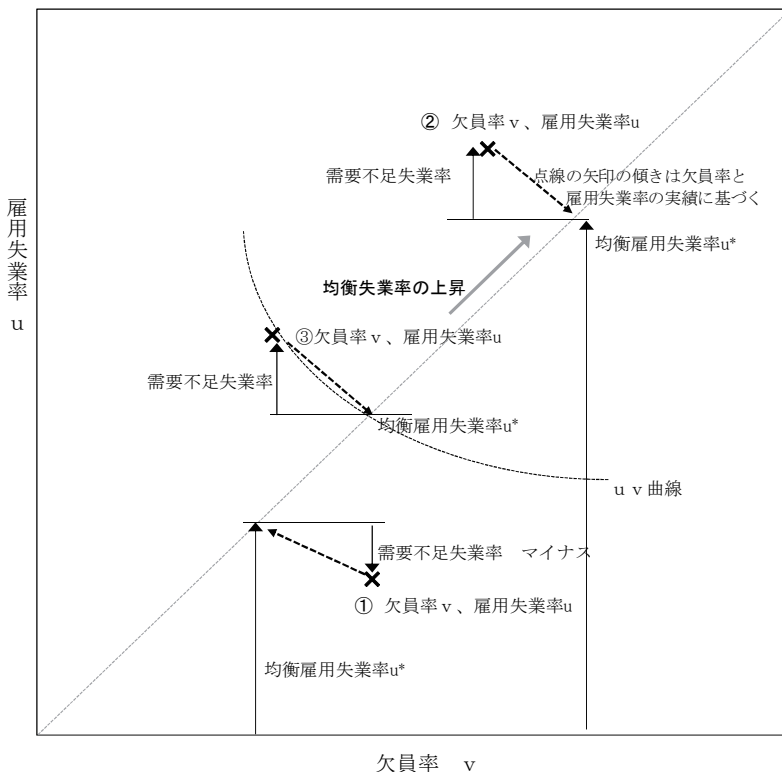 ② 欠員率ｖ、雇用失業率u
需要不足失業率
点線の矢印の傾きは欠員率と
雇用失業率の実績に基づく
雇用失業率 u
均衡雇用失業率u*
均衡失業率の上昇
③欠員率ｖ、雇用失業率u
需要不足失業率
均衡雇用失業率u*
ｕｖ曲線
需要不足失業率　マイナス
① 欠員率ｖ、雇用失業率u
均衡雇用失業率u*
欠員率　ｖ